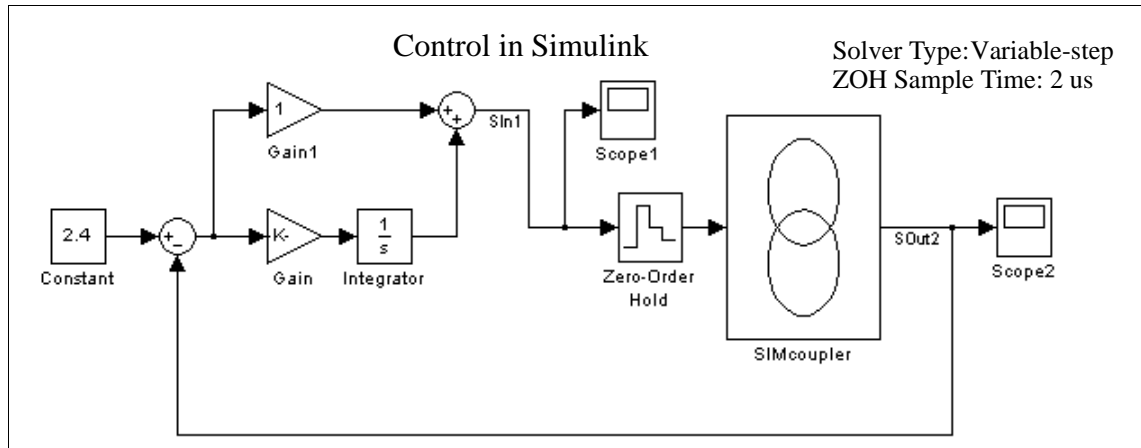 Control in Simulink
Solver Type:Variable-step
ZOH Sample Time: 2 us
1
Gain1
+
+
SIn1
Scope1
2.4
Constant
+
−
K-
Gain
1
s
Integrator
Zero-Order
Hold
SIMcoupler
SOut2
Scope2